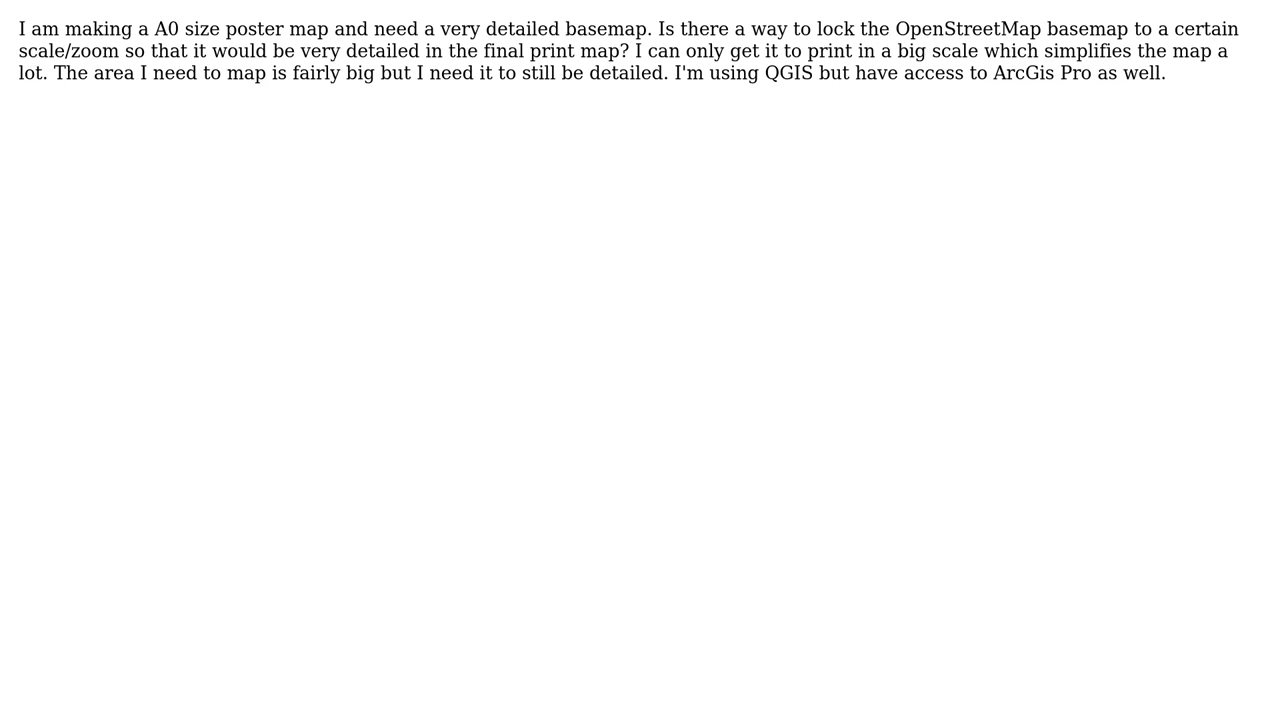 I am making a A0 size poster map and need a very detailed basemap. Is there a way to lock the OpenStreetMap basemap to a certain
scale/zoom so that it would be very detailed in the final print map? I can only get it to print in a big scale which simplifies the map a
lot. The area I need to map is fairly big but I need it to still be detailed. I'm using QGIS but have access to ArcGis Pro as well.